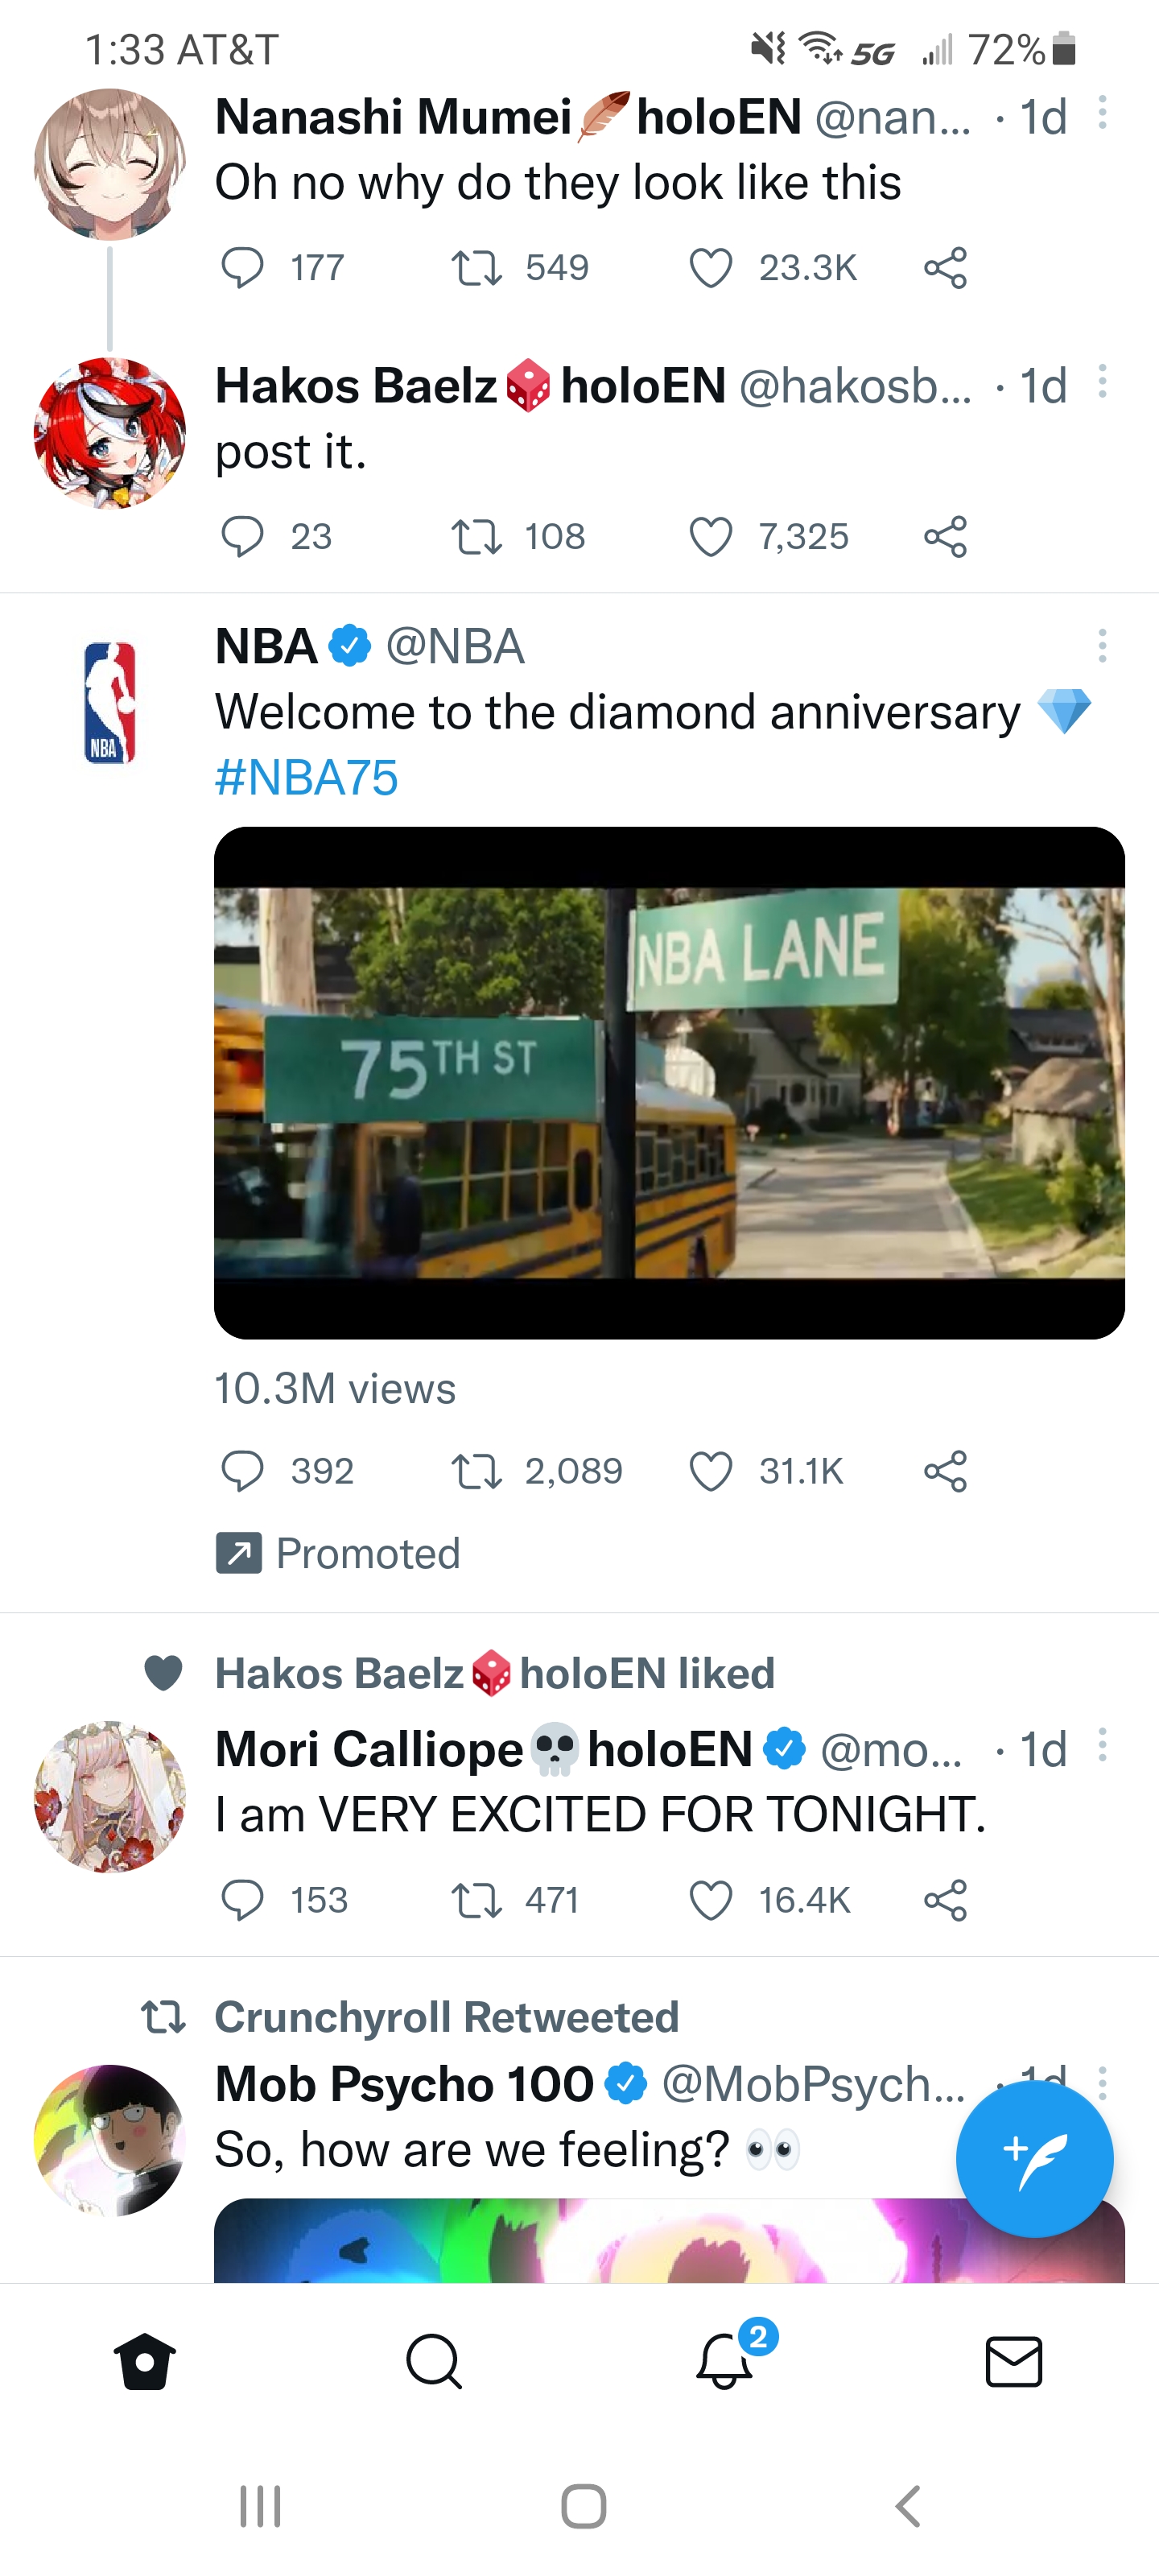 1:33 AT&T 5G 72%
Nanashi Mumei🪶holoEN @nan... · 1d
Oh no why do they look like this
177 549 23.3K
Hakos Baelz🎲holoEN @hakosb... · 1d
post it.
23 108 7,325
NBA @NBA
Welcome to the diamond anniversary 💎
#NBA75
NBA
NBA LANE
75TH ST
10.3M views
392 2,089 31.1K
Promoted
Hakos Baelz🎲holoEN liked
Mori Calliope💀holoEN @mo... · 1d
I am VERY EXCITED FOR TONIGHT.
153 471 16.4K
Crunchyroll Retweeted
Mob Psycho 100 @MobPsych... · 1d
So, how are we feeling? 👀
2